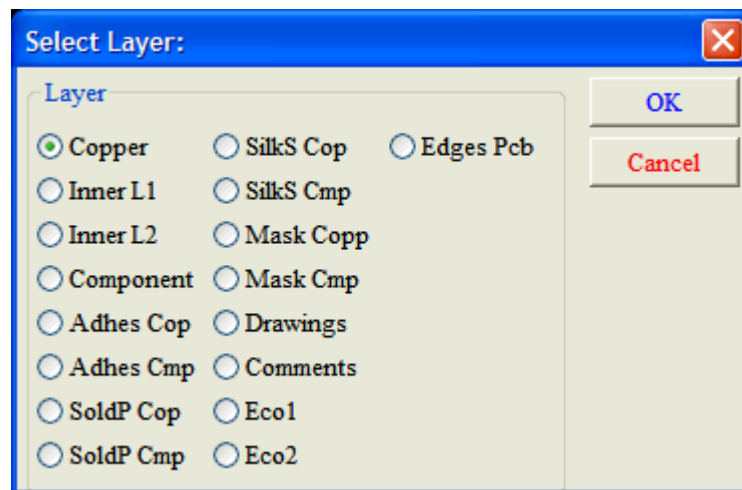 Select Layer:
Layer
OK
Copper SilkS Cop Edges Pcb
Cancel
Inner L1 SilkS Cmp
Inner L2 Mask Copp
Component Mask Cmp
Adhes Cop Drawings
Adhes Cmp Comments
SoldP Cop Eco1
SoldP Cmp Eco2